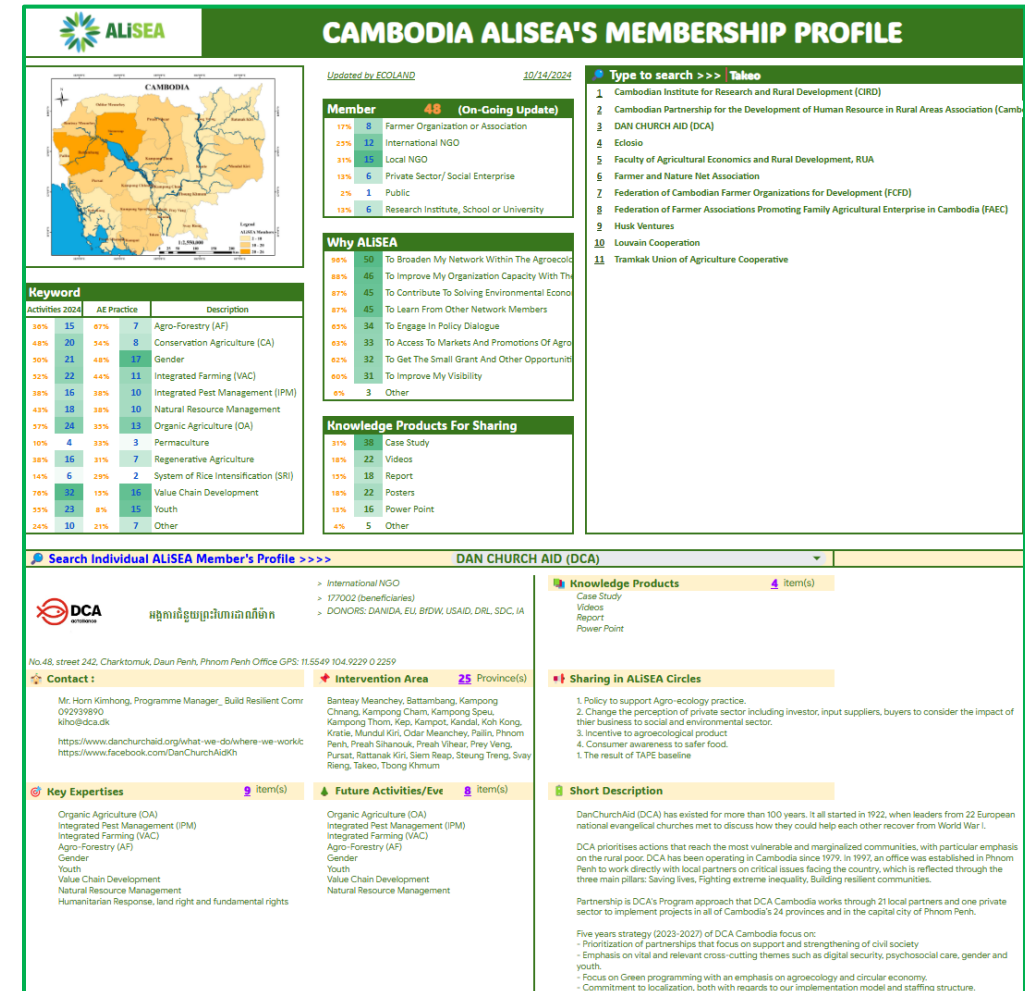 ALiSEA
CAMBODIA ALISEA'S MEMBERSHIP PROFILE
CAMBODIA
Legend
1:2,550,000
Updated by ECOLAND 10/14/2024
Member 48 (On-Going Update)
17% 8 Farmer Organization or Association
25% 12 International NGO
31% 15 Local NGO
13% 6 Private Sector/ Social Enterprise
2% 1 Public
13% 6 Research Institute, School or University
Why ALiSEA
96% 50 To Broaden My Network Within The Agroecolo
88% 46 To Improve My Organization Capacity With The
87% 45 To Contribute To Solving Environmental Econo
87% 45 To Learn From Other Network Members
65% 34 To Engage In Policy Dialogue
63% 33 To Access To Markets And Promotions Of Agro
62% 32 To Get The Small Grant And Other Opportuniti
60% 31 To Improve My Visibility
6% 3 Other
Knowledge Products For Sharing
31% 38 Case Study
18% 22 Videos
15% 18 Report
18% 22 Posters
13% 16 Power Point
4% 5 Other
Type to search >>> Takeo
1 Cambodian Institute for Research and Rural Development (CIRD)
2 Cambodian Partnership for the Development of Human Resource in Rural Areas Association (Camb
3 DAN CHURCH AID (DCA)
4 Eclosio
5 Faculty of Agricultural Economics and Rural Development, RUA
6 Farmer and Nature Net Association
7 Federation of Cambodian Farmer Organizations for Development (FCFD)
8 Federation of Farmer Associations Promoting Family Agricultural Enterprise in Cambodia (FAEC)
9 Husk Ventures
10 Louvain Cooperation
11 Tramkak Union of Agriculture Cooperative
Keyword
Activities 2024 AE Practice Description
36% 15 67% 7 Agro-Forestry (AF)
48% 20 54% 8 Conservation Agriculture (CA)
50% 21 48% 17 Gender
52% 22 44% 11 Integrated Farming (VAC)
38% 16 38% 10 Integrated Pest Management (IPM)
43% 18 38% 10 Natural Resource Management
57% 24 35% 13 Organic Agriculture (OA)
10% 4 33% 3 Permaculture
38% 16 31% 7 Regenerative Agriculture
14% 6 29% 2 System of Rice Intensification (SRI)
76% 32 15% 16 Value Chain Development
55% 23 8% 15 Youth
24% 10 21% 7 Other
Search Individual ALiSEA Member's Profile >>>> DAN CHURCH AID (DCA)
DCA
actalliance
អង្គការជំនួយព្រះវិហារដាណឺម៉ាក
> International NGO
> 177002 (beneficiaries)
> DONORS: DANIDA, EU, BfDW, USAID, DRL, SDC, IA
No.48, street 242, Charktomuk, Daun Penh, Phnom Penh Office GPS: 11.5549 104.9229 0 2259
Knowledge Products 4 item(s)
Case Study
Videos
Report
Power Point
Contact :
Mr. Horn Kimhong, Programme Manager_ Build Resilient Comr
092939890
kiho@dca.dk
https://www.danchurchaid.org/what-we-do/where-we-work/c
https://www.facebook.com/DanChurchAidKh
Intervention Area 25 Province(s)
Banteay Meanchey, Battambang, Kampong
Chnang, Kampong Cham, Kampong Speu,
Kampong Thom, Kep, Kampot, Kandal, Koh Kong,
Kratie, Mundul Kiri, Odar Meanchey, Pailin, Phnom
Penh, Preah Sihanouk, Preah Vihear, Prey Veng,
Pursat, Rattanak Kiri, Siem Reap, Steung Treng, Svay
Rieng, Takeo, Tbong Khmum
Sharing in ALiSEA Circles
1. Policy to support Agro-ecology practice.
2. Change the perception of private sector including investor, input suppliers, buyers to consider the impact of
thier business to social and environmental sector.
3. Incentive to agroecological product
4. Consumer awareness to safer food.
1. The result of TAPE baseline
Key Expertises 9 item(s)
Organic Agriculture (OA)
Integrated Pest Management (IPM)
Integrated Farming (VAC)
Agro-Forestry (AF)
Gender
Youth
Value Chain Development
Natural Resource Management
Humanitarian Response, land right and fundamental rights
Future Activities/Eve 8 item(s)
Organic Agriculture (OA)
Integrated Pest Management (IPM)
Integrated Farming (VAC)
Agro-Forestry (AF)
Gender
Youth
Value Chain Development
Natural Resource Management
Short Description
DanChurchAid (DCA) has existed for more than 100 years. It all started in 1922, when leaders from 22 European
national evangelical churches met to discuss how they could help each other recover from World War I.
DCA prioritises actions that reach the most vulnerable and marginalized communities, with particular emphasis
on the rural poor. DCA has been operating in Cambodia since 1979. In 1997, an office was established in Phnom
Penh to work directly with local partners on critical issues facing the country, which is reflected through the
three main pillars: Saving lives, Fighting extreme inequality, Building resilient communities.
Partnership is DCA's Program approach that DCA Cambodia works through 21 local partners and one private
sector to implement projects in all of Cambodia's 24 provinces and in the capital city of Phnom Penh.
Five years strategy (2023-2027) of DCA Cambodia focus on:
- Prioritization of partnerships that focus on support and strengthening of civil society
- Emphasis on vital and relevant cross-cutting themes such as digital security, psychosocial care, gender and
youth.
- Focus on Green programming with an emphasis on agroecology and circular economy.
- Commitment to localization, both with regards to our implementation model and staffing structure.